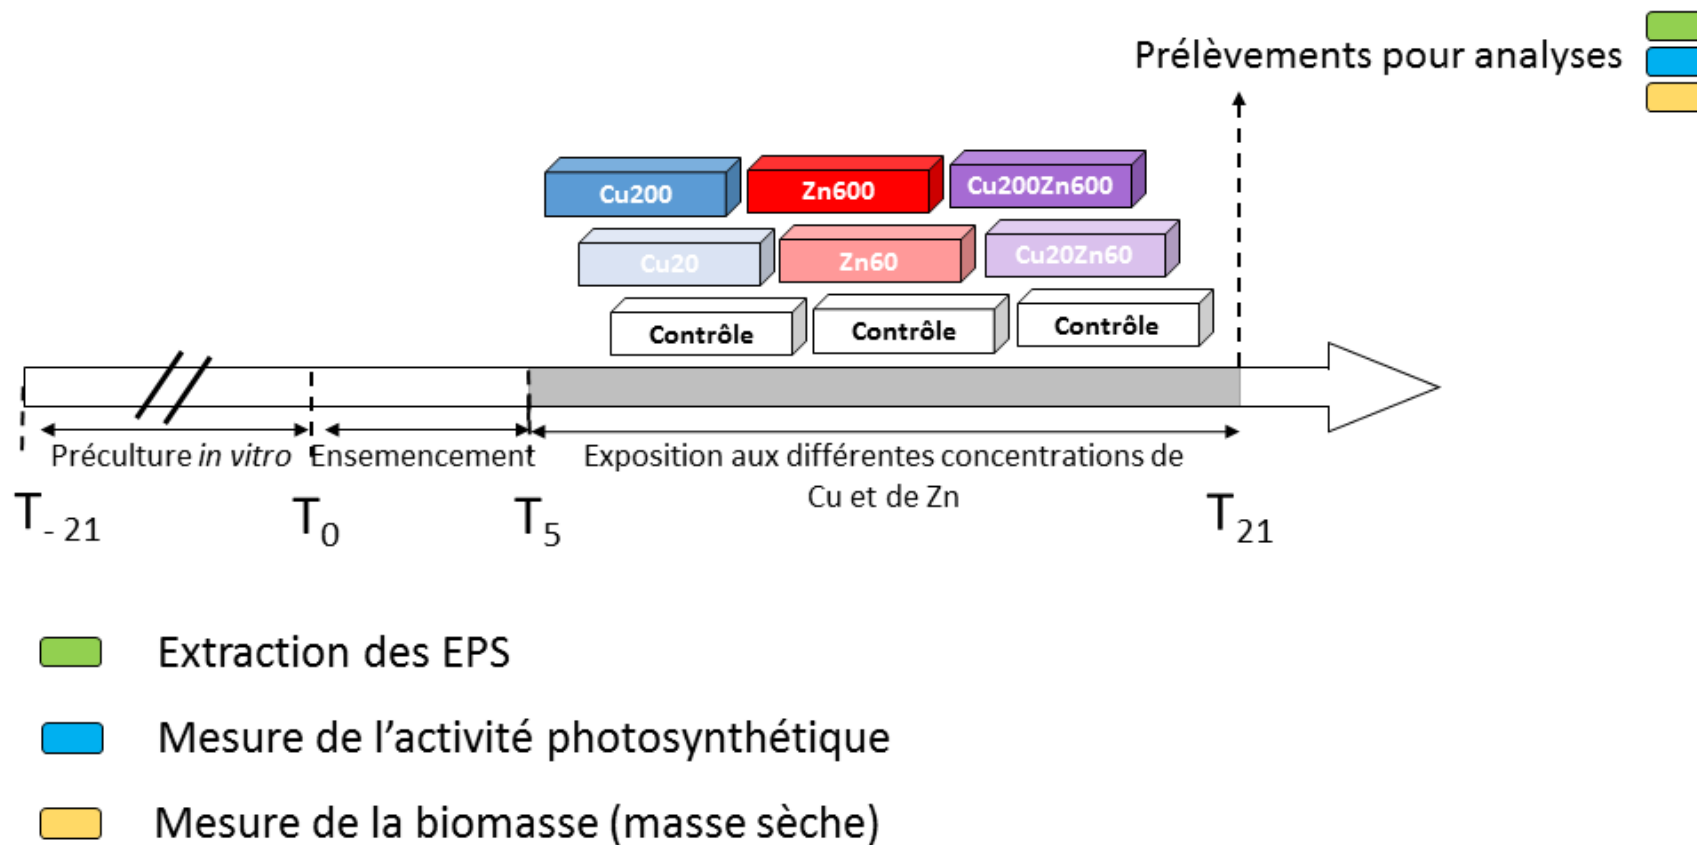 Prélèvements pour analyses
Cu200 Zn600 Cu200Zn600
Cu20 Zn60 Cu20Zn60
Contrôle Contrôle Contrôle
Préculture in vitro Ensemencement Exposition aux différentes concentrations de
Cu et de Zn
T- 21 T0 T5 T21
Extraction des EPS
Mesure de l’activité photosynthétique
Mesure de la biomasse (masse sèche)